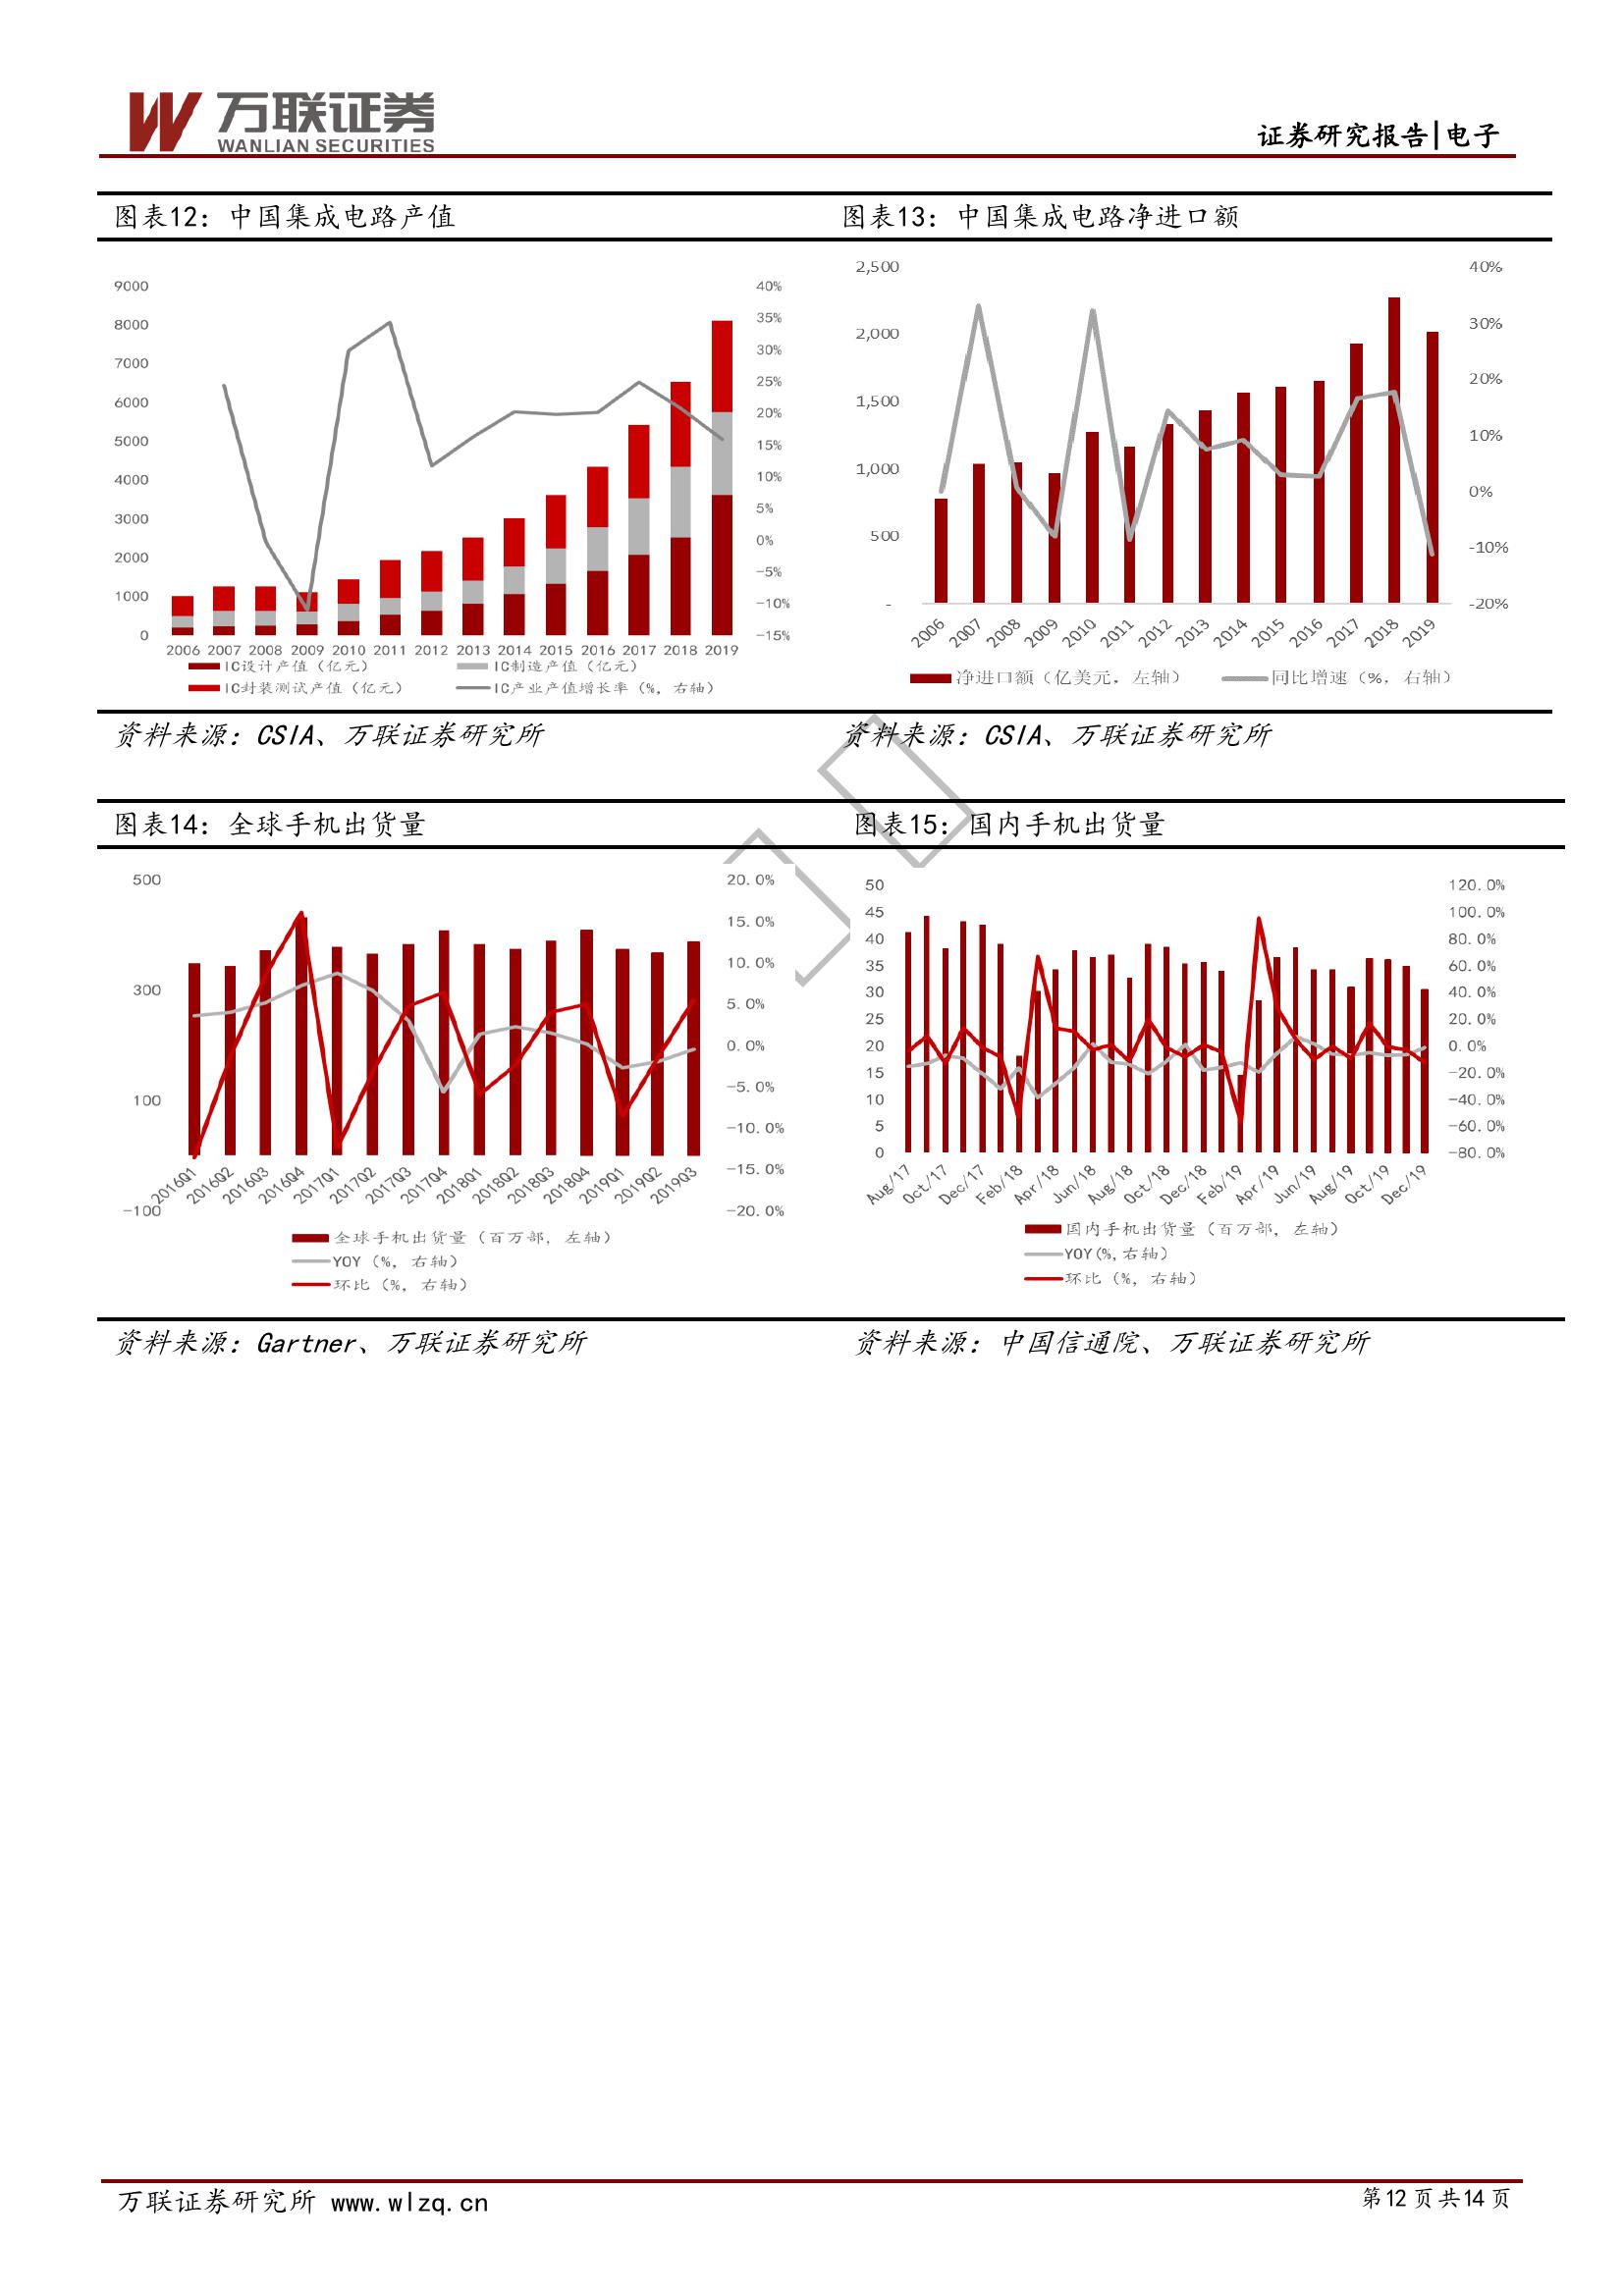 万联证券
WANLIAN SECURITIES
证券研究报告|电子
图表12：中国集成电路产值
图表13：中国集成电路净进口额
9000
8000
7000
6000
5000
4000
3000
2000
1000
0
40%
35%
30%
25%
20%
15%
10%
5%
0%
-5%
-10%
-15%
2006 2007 2008 2009 2010 2011 2012 2013 2014 2015 2016 2017 2018 2019
IC设计产值（亿元） IC制造产值（亿元）
IC封装测试产值（亿元） IC产业产值增长率（%，右轴）
2,500
2,000
1,500
1,000
500
-
40%
30%
20%
10%
0%
-10%
-20%
2006 2007 2008 2009 2010 2011 2012 2013 2014 2015 2016 2017 2018 2019
净进口额（亿美元，左轴） 同比增速（%，右轴）
资料来源：CSIA、万联证券研究所
资料来源：CSIA、万联证券研究所
图表14：全球手机出货量
图表15：国内手机出货量
500
300
100
-100
20.0%
15.0%
10.0%
5.0%
0.0%
-5.0%
-10.0%
-15.0%
-20.0%
2016Q1 2016Q2 2016Q3 2016Q4 2017Q1 2017Q2 2017Q3 2017Q4 2018Q1 2018Q2 2018Q3 2018Q4 2019Q1 2019Q2 2019Q3
全球手机出货量（百万部，左轴）
YOY（%，右轴）
环比（%，右轴）
50
45
40
35
30
25
20
15
10
5
0
120.0%
100.0%
80.0%
60.0%
40.0%
20.0%
0.0%
-20.0%
-40.0%
-60.0%
-80.0%
Aug/17 Oct/17 Dec/17 Feb/18 Apr/18 Jun/18 Aug/18 Oct/18 Dec/18 Feb/19 Apr/19 Jun/19 Aug/19 Oct/19 Dec/19
国内手机出货量（百万部，左轴）
YOY(%,右轴）
环比（%，右轴）
资料来源：Gartner、万联证券研究所
资料来源：中国信通院、万联证券研究所
万联证券研究所 www.wlzq.cn
第12页共14页